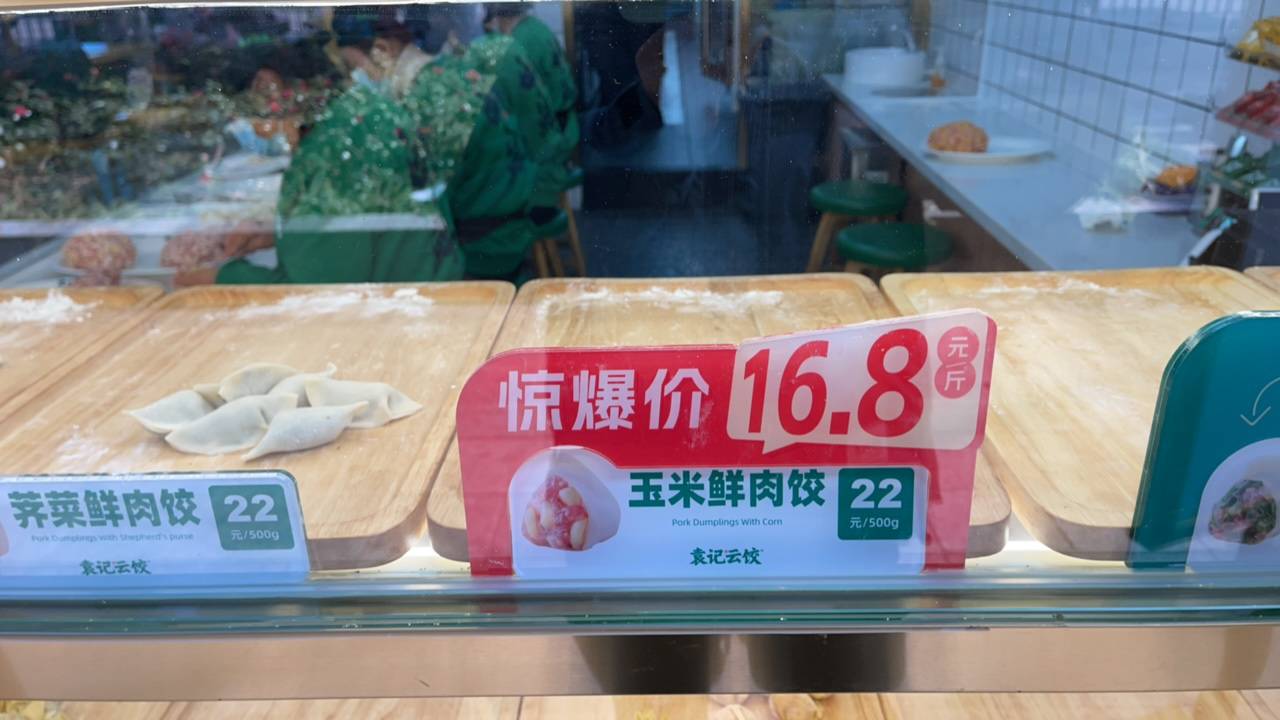 惊爆价
16.8
元/斤
荠菜鲜肉饺
22
元/500g
Pork Dumplings With Shepherd's purse
袁记云饺
玉米鲜肉饺
22
元/500g
Pork Dumplings With Corn
袁记云饺